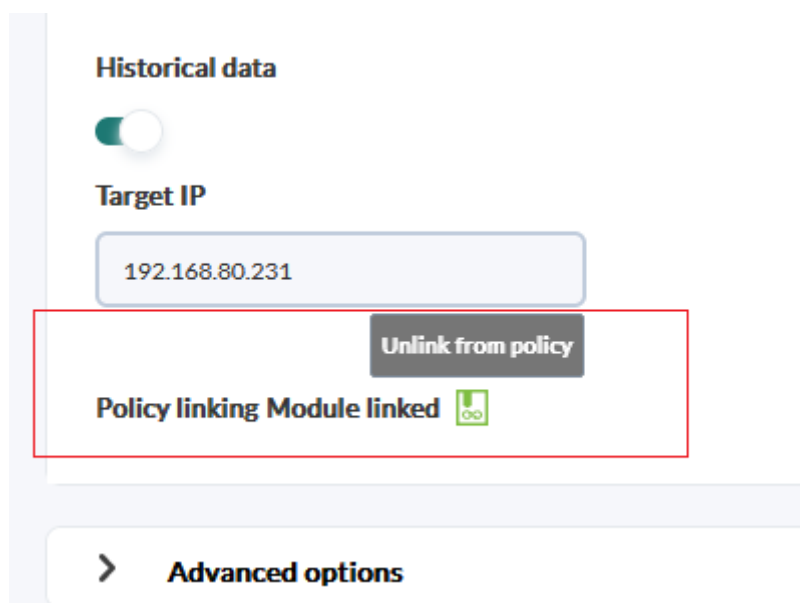 Historical data
Target IP
192.168.80.231
Unlink from policy
Policy linking Module linked
Advanced options